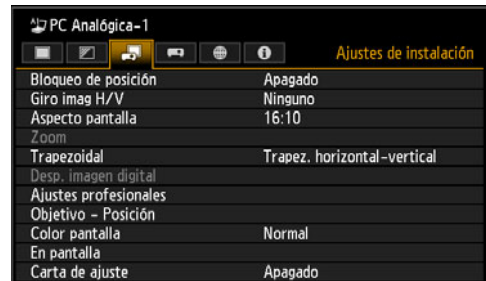 PC Analógica-1
Ajustes de instalación
Bloqueo de posición Apagado
Giro imag H/V Ninguno
Aspecto pantalla 16:10
Zoom
Trapezoidal Trapez. horizontal-vertical
Desp. imagen digital
Ajustes profesionales
Objetivo - Posición
Color pantalla Normal
En pantalla
Carta de ajuste Apagado